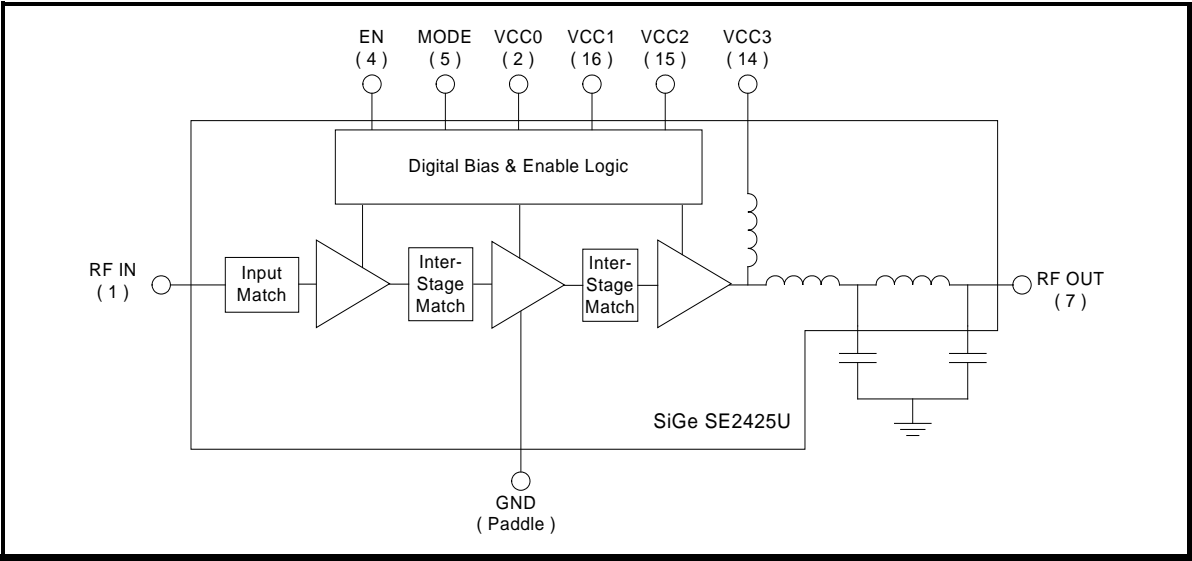 EN MODE VCC0 VCC1 VCC2 VCC3
( 4 ) ( 5 ) ( 2 ) ( 16 ) ( 15 ) ( 14 )
Digital Bias & Enable Logic
RF IN
( 1 )
Input
Match
Inter-
Stage
Match
Inter-
Stage
Match
RF OUT
( 7 )
SiGe SE2425U
GND
( Paddle )